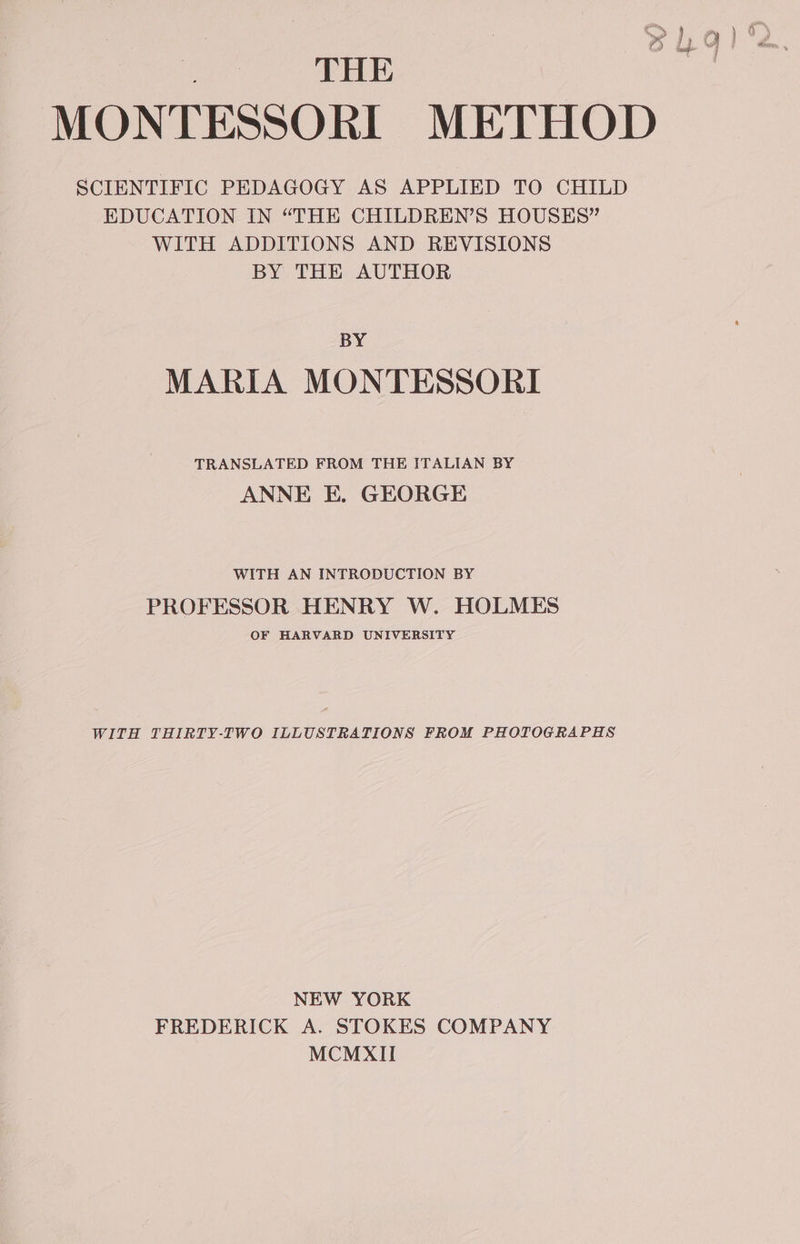 84912.
THE
MONTESSORI METHOD
SCIENTIFIC PEDAGOGY AS APPLIED TO CHILD
EDUCATION IN “THE CHILDREN’S HOUSES”
WITH ADDITIONS AND REVISIONS
BY THE AUTHOR
BY
MARIA MONTESSORI
TRANSLATED FROM THE ITALIAN BY
ANNE E. GEORGE
WITH AN INTRODUCTION BY
PROFESSOR HENRY W. HOLMES
OF HARVARD UNIVERSITY
WITH THIRTY-TWO ILLUSTRATIONS FROM PHOTOGRAPHS
NEW YORK
FREDERICK A. STOKES COMPANY
MCMXII